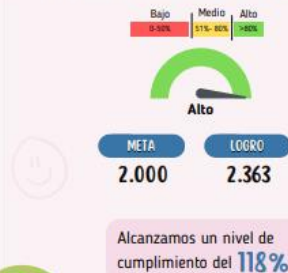 Bajo Medio Alto
0-50% 51%- 80% >80%
Alto
META LOGRO
2.000 2.363
Alcanzamos un nivel de
cumplimiento del 118%